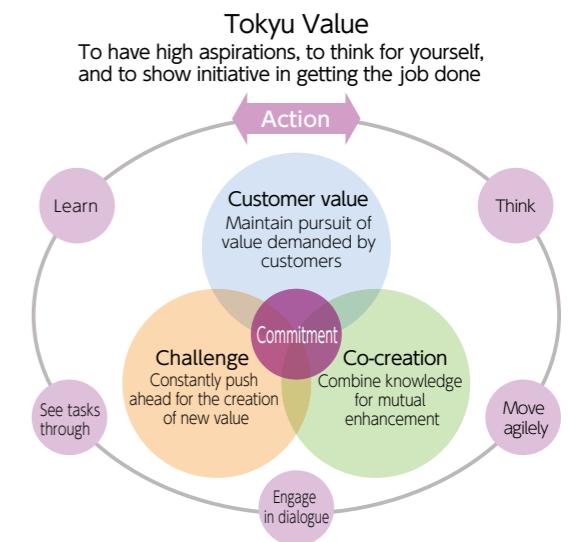 Tokyu Value
To have high aspirations, to think for yourself,
and to show initiative in getting the job done
Action
Learn
Think
Customer value
Maintain pursuit of
value demanded by
customers
Commitment
Challenge
Constantly push
ahead for the creation
of new value
Co-creation
Combine knowledge
for mutual
enhancement
See tasks
through
Move
agilely
Engage
in dialogue